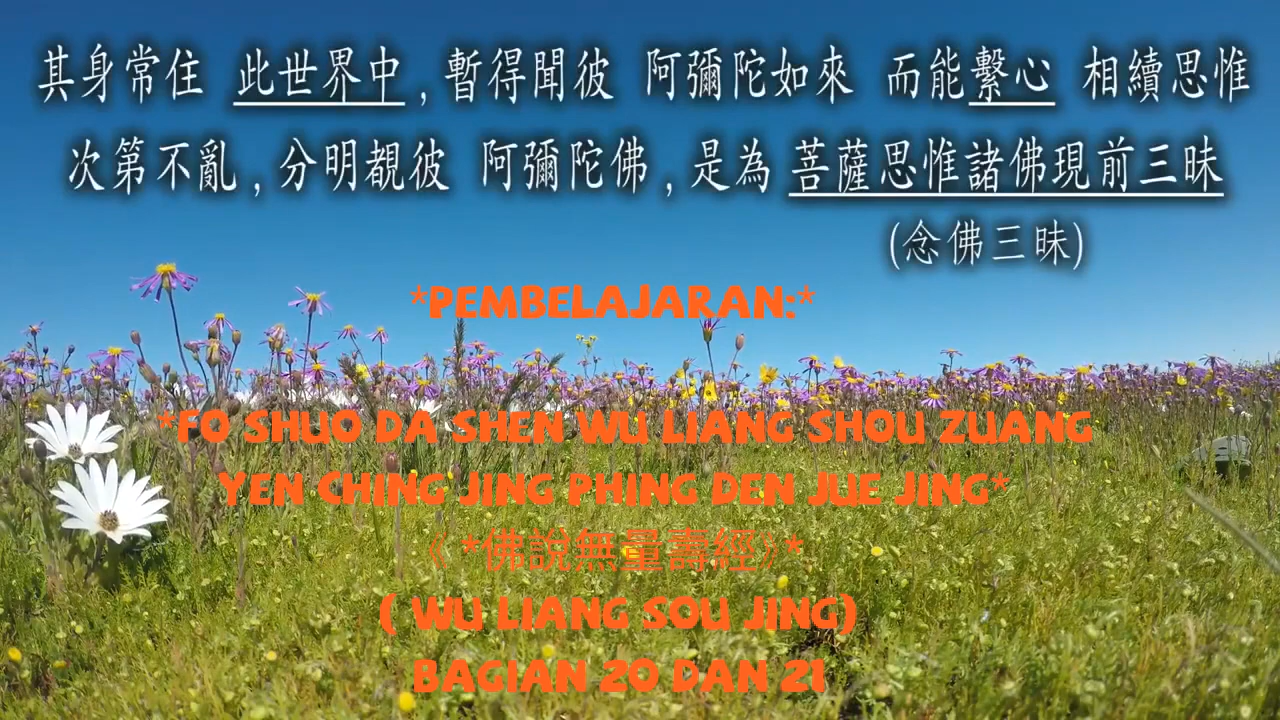 其身常住 此世界中,暫得聞彼 阿彌陀如來 而能繫心 相續思惟
次第不亂,分明覩彼 阿彌陀佛,是為菩薩思惟諸佛現前三昧
(念佛三昧)
*PEMBELAJARAN:*
*FO SHUO DA SHEN WU LIANG SHOU ZUANG
YEN CHING JING PHING DEN JUE JING*
《 *佛說無量壽經》*
( WU LIANG SOU JING)
BAGIAN 20 DAN 21